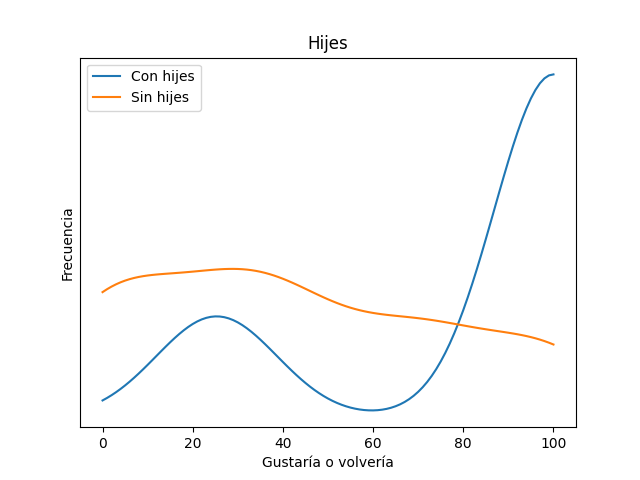 Hijes
Con hijes
Sin hijes
Frecuencia
0 20 40 60 80 100
Gustaría o volvería